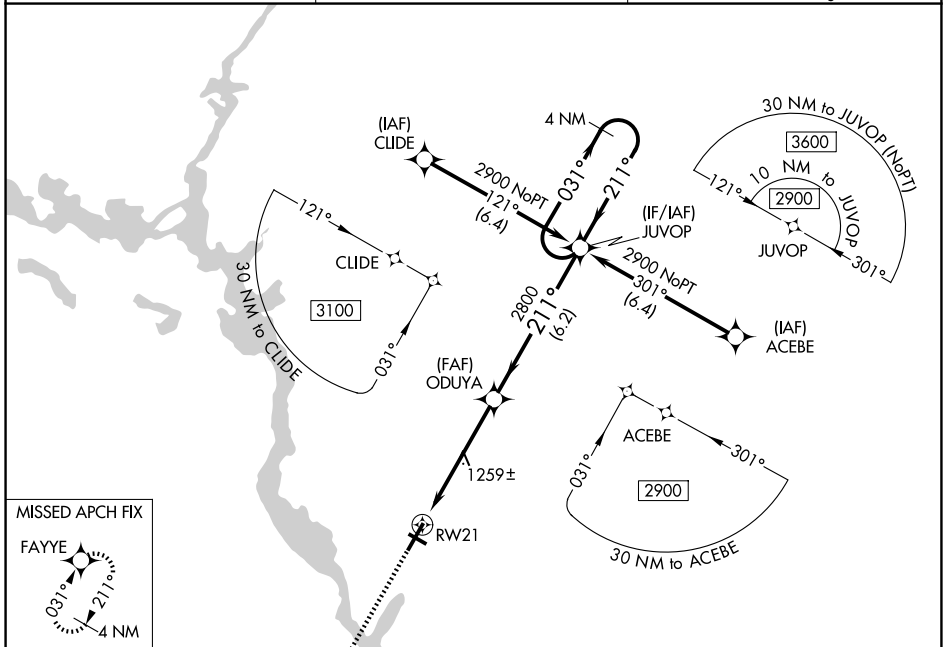 (IAF)
CLIDE
2900 NoPT
121°
(6.4)
4 NM
031°
211°
(IF/IAF)
JUVOP
30 NM to JUVOP (NoPT)
3600
10 NM to JUVOP
2900
121°
JUVOP
301°
121°
CLIDE
3100
30 NM to CLIDE
031°
2900 NoPT
301°
(6.4)
(IAF)
ACEBE
2800
211°
(6.2)
(FAF)
ODUYA
1259±
RW21
ACEBE
031°
301°
2900
30 NM to ACEBE
MISSED APCH FIX
FAYYE
031°
211°
4 NM